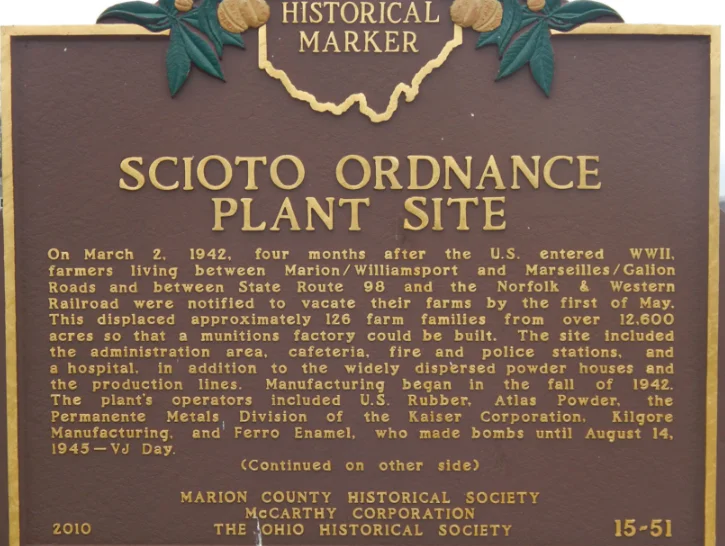 HISTORICAL
MARKER
SCIOTO ORDNANCE
PLANT SITE
On March 2, 1942, four months after the U.S. entered WWII,
farmers living between Marion/Williamsport and Marseilles/Galion
Roads and between State Route 98 and the Norfolk & Western
Railroad were notified to vacate their farms by the first of May.
This displaced approximately 126 farm families from over 12,600
acres so that a munitions factory could be built. The site included
the administration area, cafeteria, fire and police stations, and
a hospital, in addition to the widely dispersed powder houses and
the production lines. Manufacturing began in the fall of 1942.
The plant's operators included U.S. Rubber, Atlas Powder, the
Permanente Metals Division of the Kaiser Corporation, Kilgore
Manufacturing, and Ferro Enamel, who made bombs until August 14,
1945—VJ Day.
(Continued on other side)
MARION COUNTY HISTORICAL SOCIETY
McCARTHY CORPORATION
2010 THE OHIO HISTORICAL SOCIETY 15-51